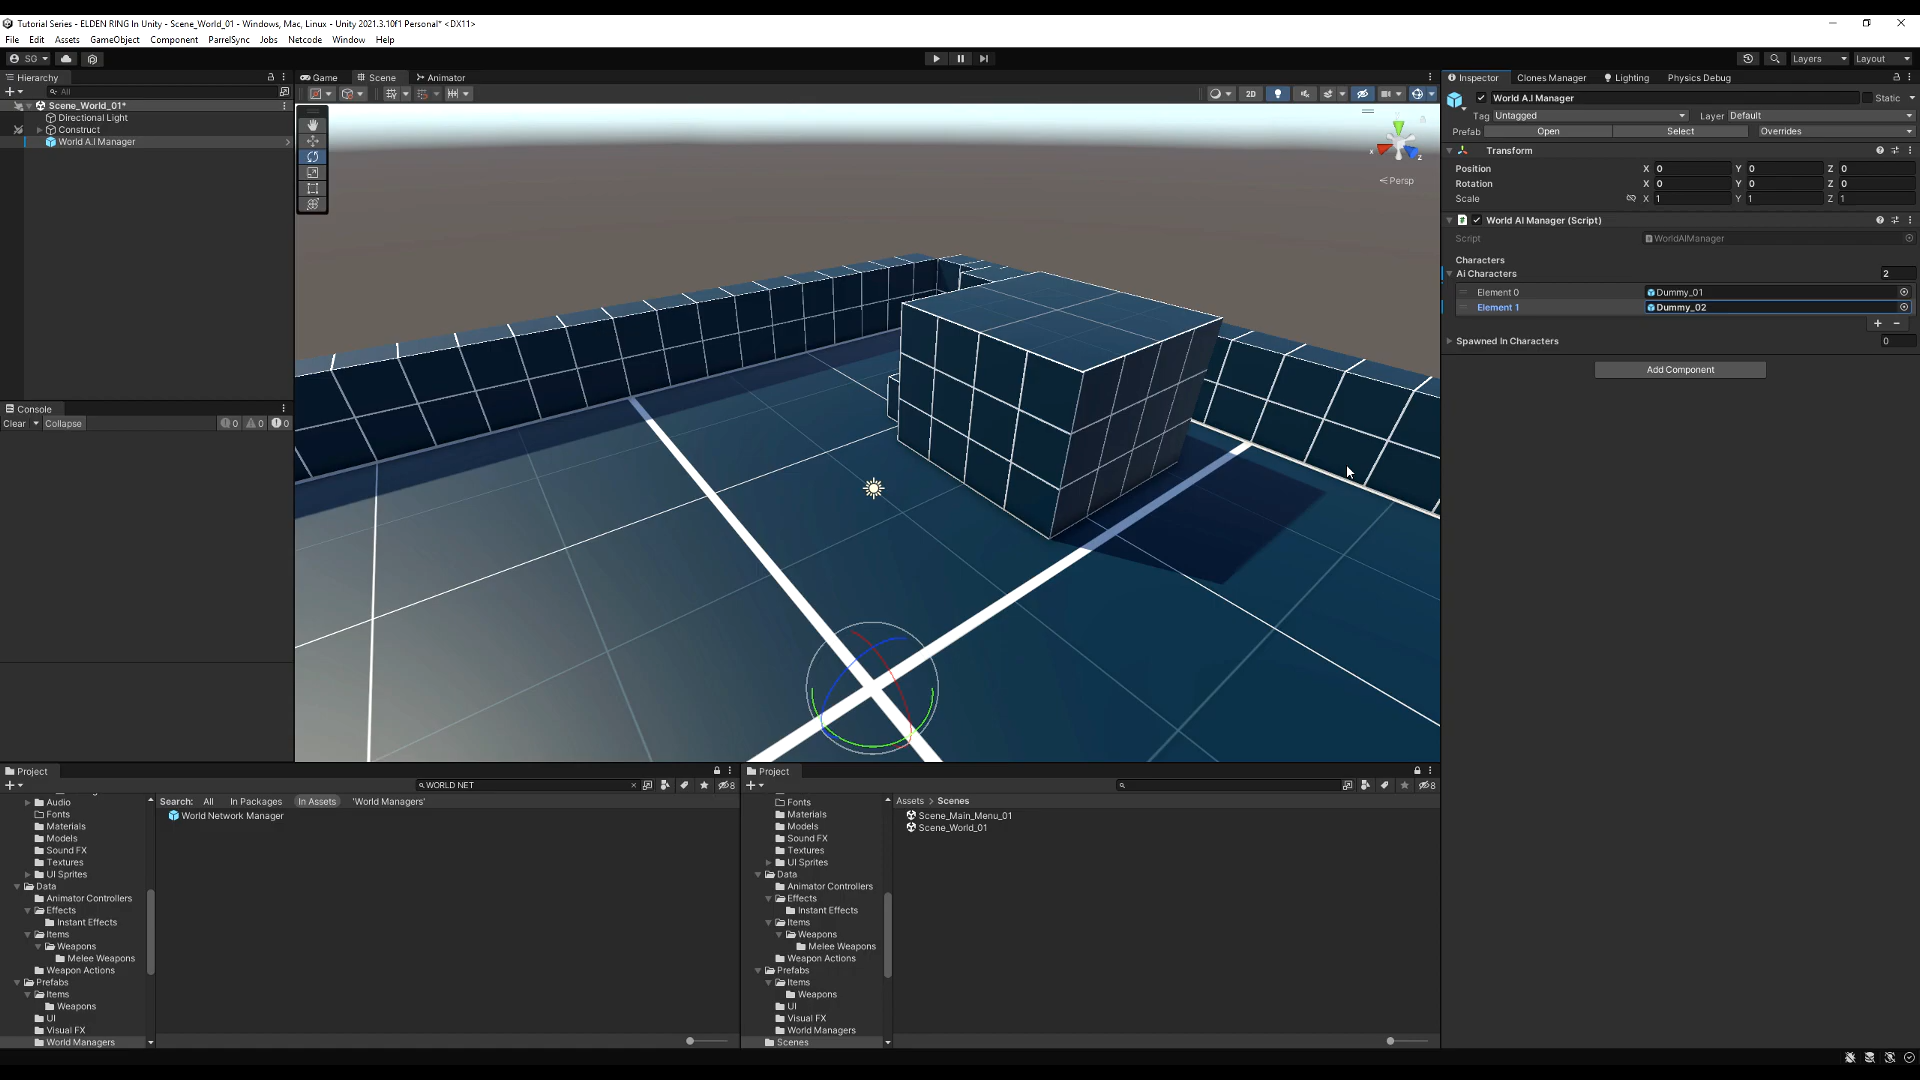 Tutorial Series - ELDEN RING In Unity - Scene_World_01 - Windows, Mac, Linux - Unity 2021.3.10f1 Personal* <DX11>
File Edit Assets GameObject Component ParrelSync Jobs Netcode Window Help
SG Layers Layout
Hierarchy
All
Scene_World_01*
Directional Light
Construct
World A.I Manager
Game Scene Animator
2D
x z
Persp
Console
Clear Collapse 0 0 0
Inspector Clones Manager Lighting Physics Debug
World A.I Manager Static
Tag Untagged Layer Default
Prefab Open Select Overrides
Transform
Position X 0 Y 0 Z 0
Rotation X 0 Y 0 Z 0
Scale X 1 Y 1 Z 1
World AI Manager (Script)
Script WorldAIManager
Characters
Ai Characters 2
Element 0 Dummy_01
Element 1 Dummy_02
+ -
Spawned In Characters 0
Add Component
Project
WORLD NET 8
Audio
Fonts
Materials
Models
Sound FX
Textures
UI Sprites
Data
Animator Controllers
Effects
Instant Effects
Items
Weapons
Melee Weapons
Weapon Actions
Prefabs
Items
Weapons
UI
Visual FX
World Managers
Search: All In Packages In Assets 'World Managers'
World Network Manager
Project
8
Fonts
Materials
Models
Sound FX
Textures
UI Sprites
Data
Animator Controllers
Effects
Instant Effects
Items
Weapons
Melee Weapons
Weapon Actions
Prefabs
Items
Weapons
UI
Visual FX
World Managers
Scenes
Assets > Scenes
Scene_Main_Menu_01
Scene_World_01